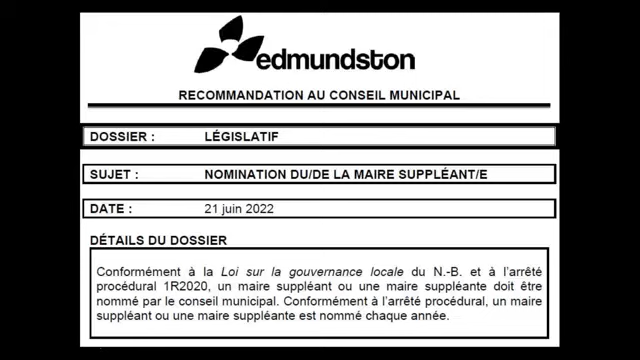 edmundston
RECOMMANDATION AU CONSEIL MUNICIPAL
DOSSIER : LÉGISLATIF
SUJET : NOMINATION DU/DE LA MAIRE SUPPLÉANT/E
DATE : 21 juin 2022
DÉTAILS DU DOSSIER
Conformément à la Loi sur la gouvernance locale du N.-B. et à l'arrêté
procédural 1R2020, un maire suppléant ou une maire suppléante doit être
nommé par le conseil municipal. Conformément à l'arrêté procédural, un maire
suppléant ou une maire suppléante est nommé chaque année.